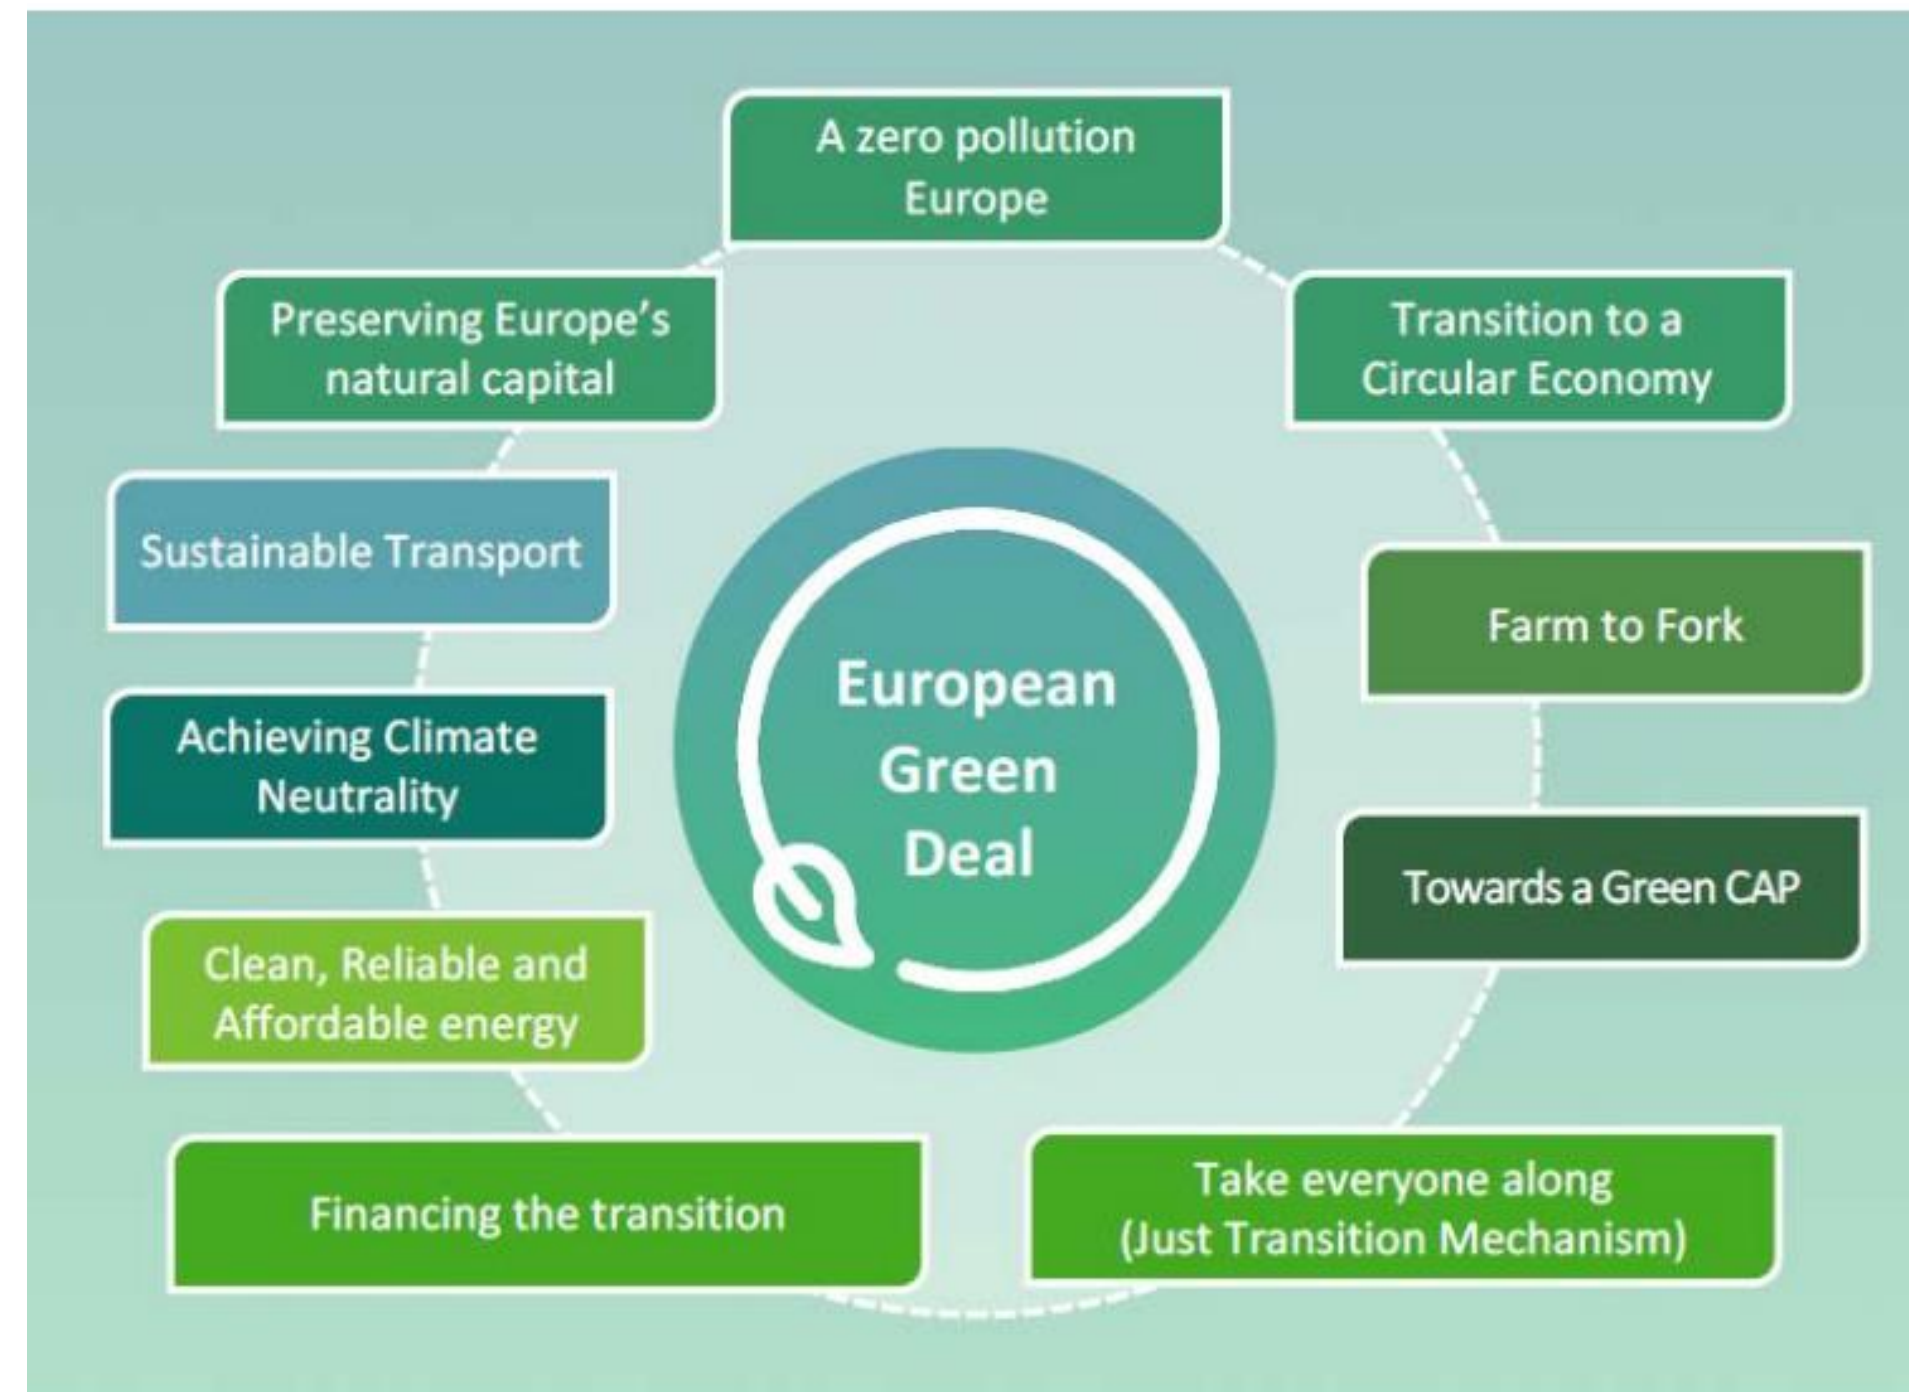 A zero pollution
Europe
Preserving Europe’s
natural capital
Transition to a
Circular Economy
Sustainable Transport
Farm to Fork
European
Green
Deal
Achieving Climate
Neutrality
Towards a Green CAP
Clean, Reliable and
Affordable energy
Financing the transition
Take everyone along
(Just Transition Mechanism)